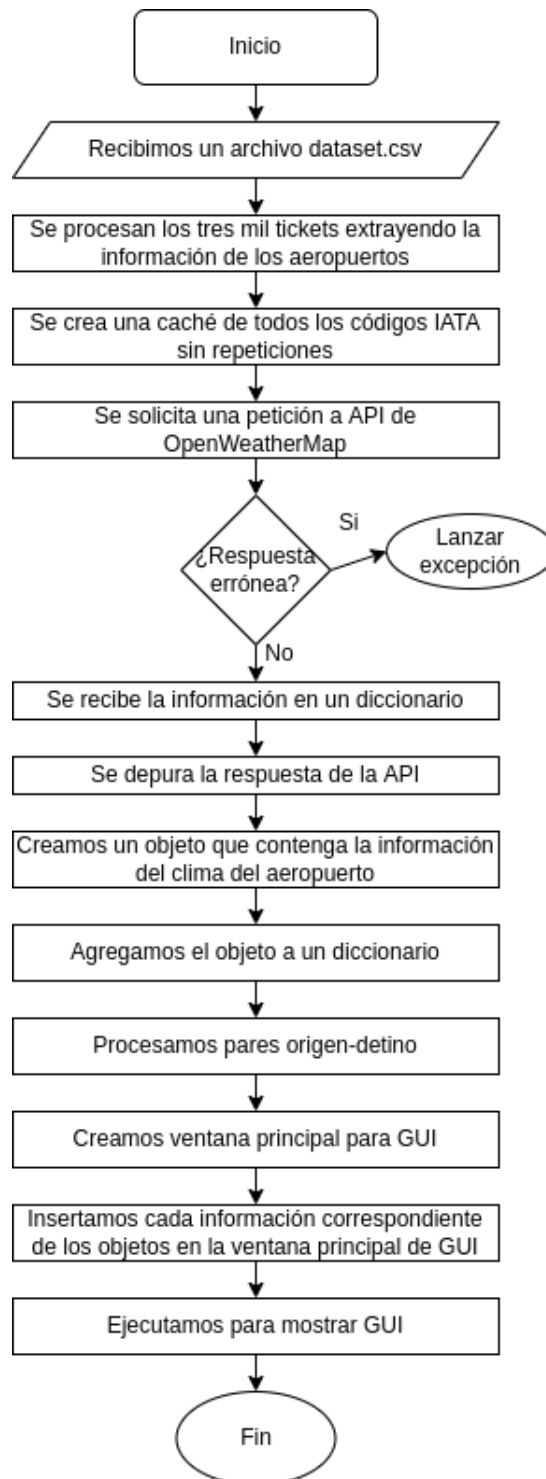 Inicio
Recibimos un archivo dataset.csv
Se procesan los tres mil tickets extrayendo la
información de los aeropuertos
Se crea una caché de todos los códigos IATA
sin repeticiones
Se solicita una petición a API de
OpenWeatherMap
¿Respuesta
errónea?
Si
Lanzar
excepción
No
Se recibe la información en un diccionario
Se depura la respuesta de la API
Creamos un objeto que contenga la información
del clima del aeropuerto
Agregamos el objeto a un diccionario
Procesamos pares origen-detino
Creamos ventana principal para GUI
Insertamos cada información correspondiente
de los objetos en la ventana principal de GUI
Ejecutamos para mostrar GUI
Fin